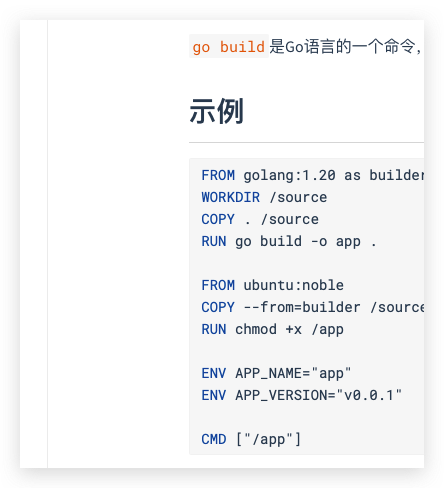 go build是Go语言的一个命令，
示例
FROM golang:1.20 as builder
WORKDIR /source
COPY . /source
RUN go build -o app .
FROM ubuntu:noble
COPY --from=builder /source
RUN chmod +x /app
ENV APP_NAME="app"
ENV APP_VERSION="v0.0.1"
CMD ["/app"]